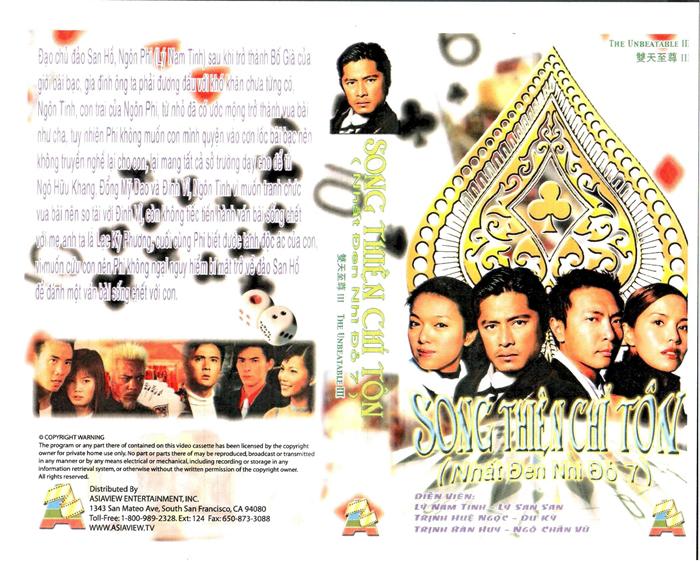 Đạo chủ đảo San Hô, Ngôn Phi (Lý Nam Tinh) sau khi trở thành Bố Già của
giới bài bạc, gia đình ông ta phải đương đầu với khó khăn chưa từng có.
Ngôn Tinh, con trai của Ngôn Phi, từ nhỏ đã có ước mộng trở thành vua bài
như cha, tuy nhiên Phi không muốn con mình quyện vào cơn lốc bài bạc nên
không truyền nghề lại cho con, lại mang tất cả sở trường dạy cho đệ tử
Ngô Hữu Khang, Đổng Mỹ Dao và Đinh Vi, Ngôn Tinh vì muốn tranh chức
vua bài nên so tài với Đinh Vi, còn không tiếc tiến hành ván bài sống chết
với mẹ anh ta là Lạc Kỳ Phương, cuối cùng Phi biết được tánh độc ác của con,
vì muốn cứu con nên Phi không ngại nguy hiểm bí mật trở về đảo San Hô
để đánh một ván bài sống chết với con.
© COPYRIGHT WARNING
The program or any part there of contained on this video cassette has been licensed by the copyright
owner for private home use only. No part or parts there of may be reproduced, broadcast or transmitted
in any manner or by any means electrical or mechanical, including recording or storage in any
information retrieval system, or otherwise without the written permission of the copyright owner.
All rights reserved.
Distributed By
ASIAVIEW ENTERTAINMENT, INC.
1343 San Mateo Ave, South San Francisco, CA 94080
Toll-Free: 1-800-989-2328. Ext: 124 Fax: 650-873-3088
WWW.ASIAVIEW.TV
SONG THIÊN CHÍ TÔN
(Nhất Đen Nhì Đỏ 7)
雙天至尊 III THE UNBEATABLE III
THE UNBEATABLE III
雙天至尊 III
SONG THIÊN CHÍ TÔN
(Nhất Đen Nhì Đỏ 7)
DIỄN VIÊN:
LÝ NAM TINH - LÝ SAN SAN
TRỊNH HUỆ NGỌC - DU KỲ
TRỊNH BÂN HUY - NGÔ CHẤN VŨ